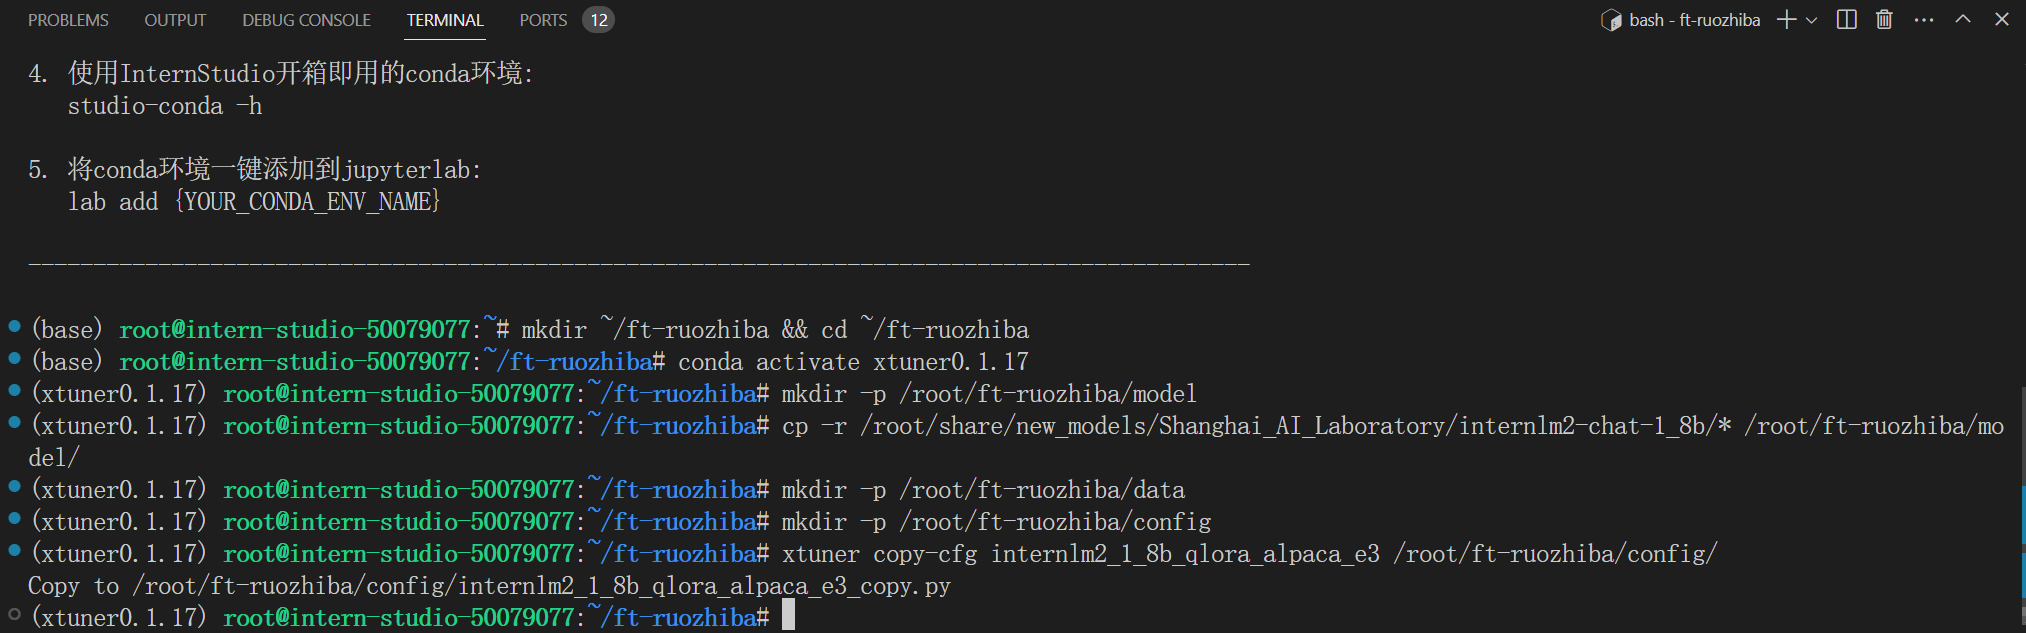 PROBLEMS OUTPUT DEBUG CONSOLE TERMINAL PORTS 12 bash - ft-ruozhiba
4. 使用InternStudio开箱即用的conda环境:
studio-conda -h
5. 将conda环境一键添加到jupyterlab:
lab add {YOUR_CONDA_ENV_NAME}
----------------------------------------------------------------------------------------------
(base) root@intern-studio-50079077:~# mkdir ~/ft-ruozhiba && cd ~/ft-ruozhiba
(base) root@intern-studio-50079077:~/ft-ruozhiba# conda activate xtuner0.1.17
(xtuner0.1.17) root@intern-studio-50079077:~/ft-ruozhiba# mkdir -p /root/ft-ruozhiba/model
(xtuner0.1.17) root@intern-studio-50079077:~/ft-ruozhiba# cp -r /root/share/new_models/Shanghai_AI_Laboratory/internlm2-chat-1_8b/* /root/ft-ruozhiba/mo
del/
(xtuner0.1.17) root@intern-studio-50079077:~/ft-ruozhiba# mkdir -p /root/ft-ruozhiba/data
(xtuner0.1.17) root@intern-studio-50079077:~/ft-ruozhiba# mkdir -p /root/ft-ruozhiba/config
(xtuner0.1.17) root@intern-studio-50079077:~/ft-ruozhiba# xtuner copy-cfg internlm2_1_8b_qlora_alpaca_e3 /root/ft-ruozhiba/config/
Copy to /root/ft-ruozhiba/config/internlm2_1_8b_qlora_alpaca_e3_copy.py
(xtuner0.1.17) root@intern-studio-50079077:~/ft-ruozhiba#